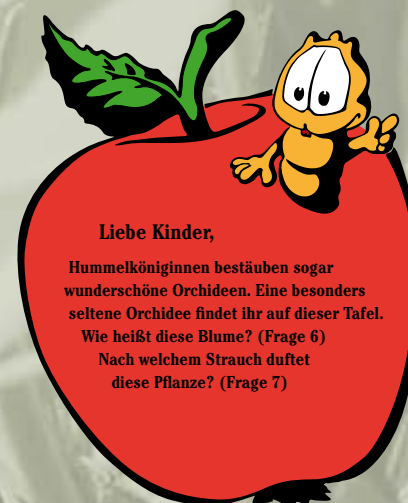 Liebe Kinder,
Hummelköniginnen bestäuben sogar
wunderschöne Orchideen. Eine besonders
seltene Orchidee findet ihr auf dieser Tafel.
Wie heißt diese Blume? (Frage 6)
Nach welchem Strauch duftet
diese Pflanze? (Frage 7)